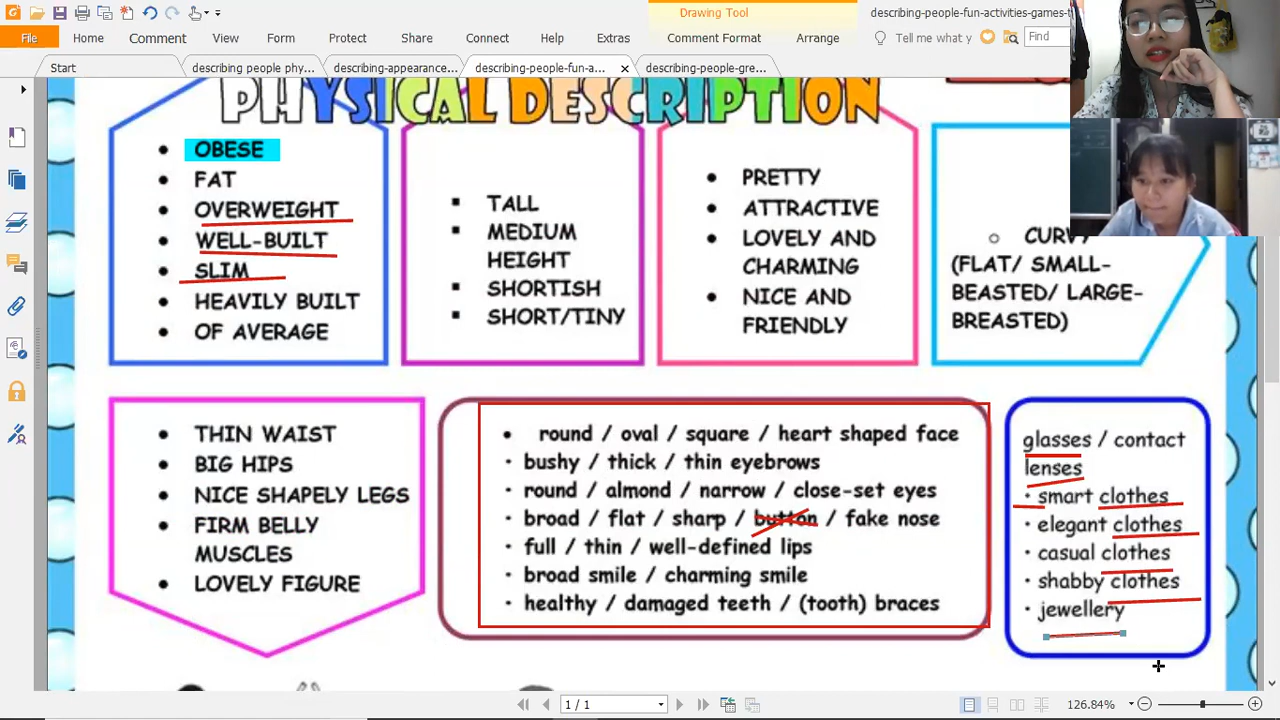 Drawing Tool
describing-people-fun-activities-games-t
File
Home
Comment
View
Form
Protect
Share
Connect
Help
Extras
Comment Format
Arrange
Tell me what y
Find
Start
describing people phy...
describing-appearance...
describing-people-fun-a...
describing-people-gre...
PHYSICAL DESCRIPTION
• OBESE
• FAT
• OVERWEIGHT
• WELL-BUILT
• SLIM
• HEAVILY BUILT
• OF AVERAGE
▪ TALL
▪ MEDIUM
HEIGHT
▪ SHORTISH
▪ SHORT/TINY
• PRETTY
• ATTRACTIVE
• LOVELY AND
CHARMING
• NICE AND
FRIENDLY
○ CURVY
(FLAT/ SMALL-
BEASTED/ LARGE-
BREASTED)
• THIN WAIST
• BIG HIPS
• NICE SHAPELY LEGS
• FIRM BELLY
MUSCLES
• LOVELY FIGURE
• round / oval / square / heart shaped face
· bushy / thick / thin eyebrows
· round / almond / narrow / close-set eyes
· broad / flat / sharp / button / fake nose
· full / thin / well-defined lips
· broad smile / charming smile
· healthy / damaged teeth / (tooth) braces
glasses / contact
lenses
· smart clothes
· elegant clothes
· casual clothes
· shabby clothes
· jewellery
1 / 1
126.84%